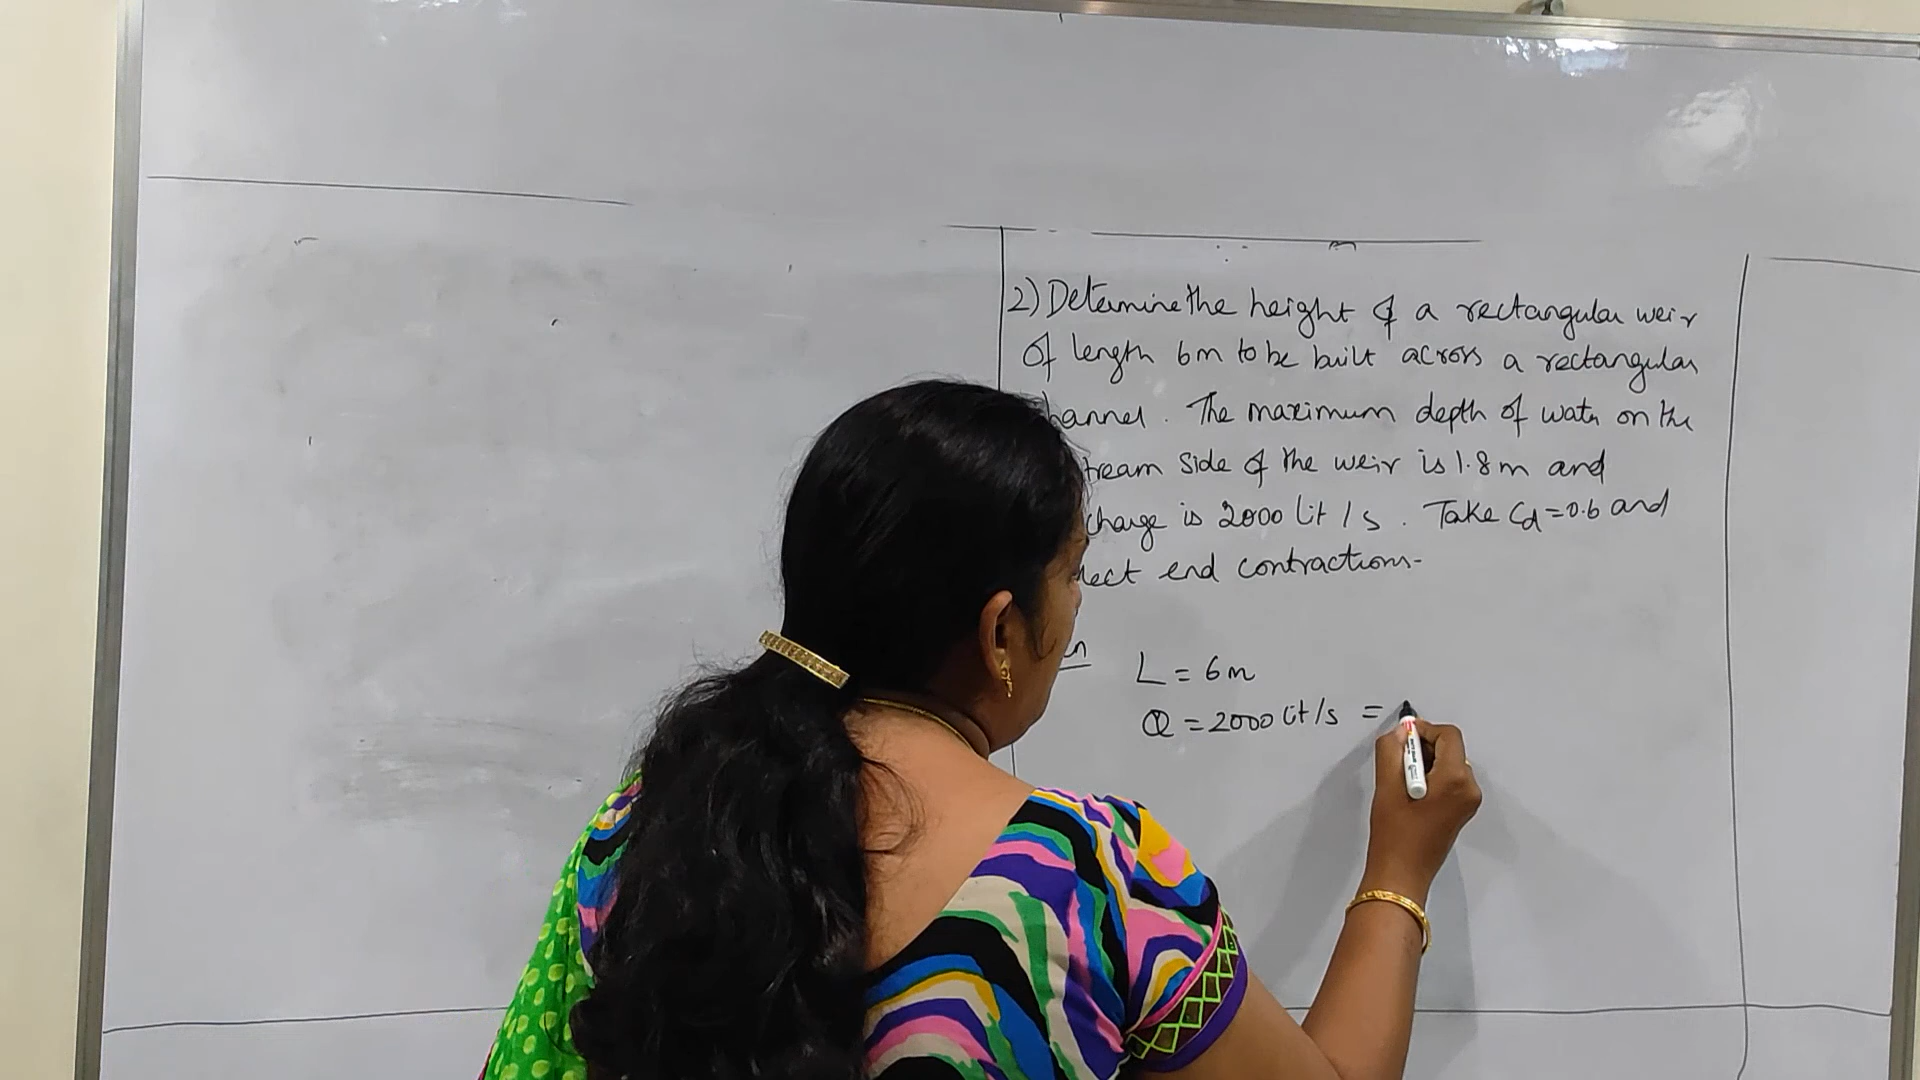 2) Determine the height of a rectangular weir
of length 6m to be built across a rectangular
hannel. The maximum depth of water on the
tream side of the weir is 1.8m and
charge is 2000 lit/s. Take Cd=0.6 and
lect end contractions-
L = 6m
Q = 2000 lit/s =